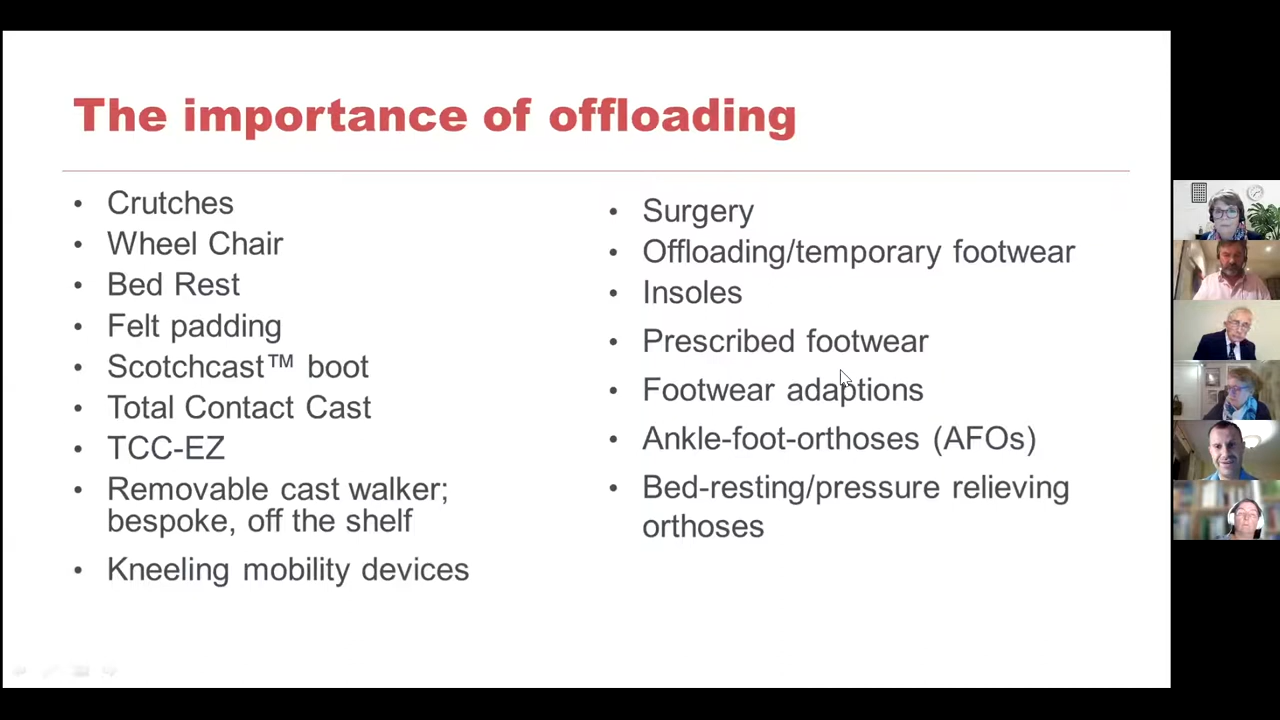 The importance of offloading
• Crutches
• Wheel Chair
• Bed Rest
• Felt padding
• Scotchcast™ boot
• Total Contact Cast
• TCC-EZ
• Removable cast walker;
bespoke, off the shelf
• Kneeling mobility devices
• Surgery
• Offloading/temporary footwear
• Insoles
• Prescribed footwear
• Footwear adaptions
• Ankle-foot-orthoses (AFOs)
• Bed-resting/pressure relieving
orthoses